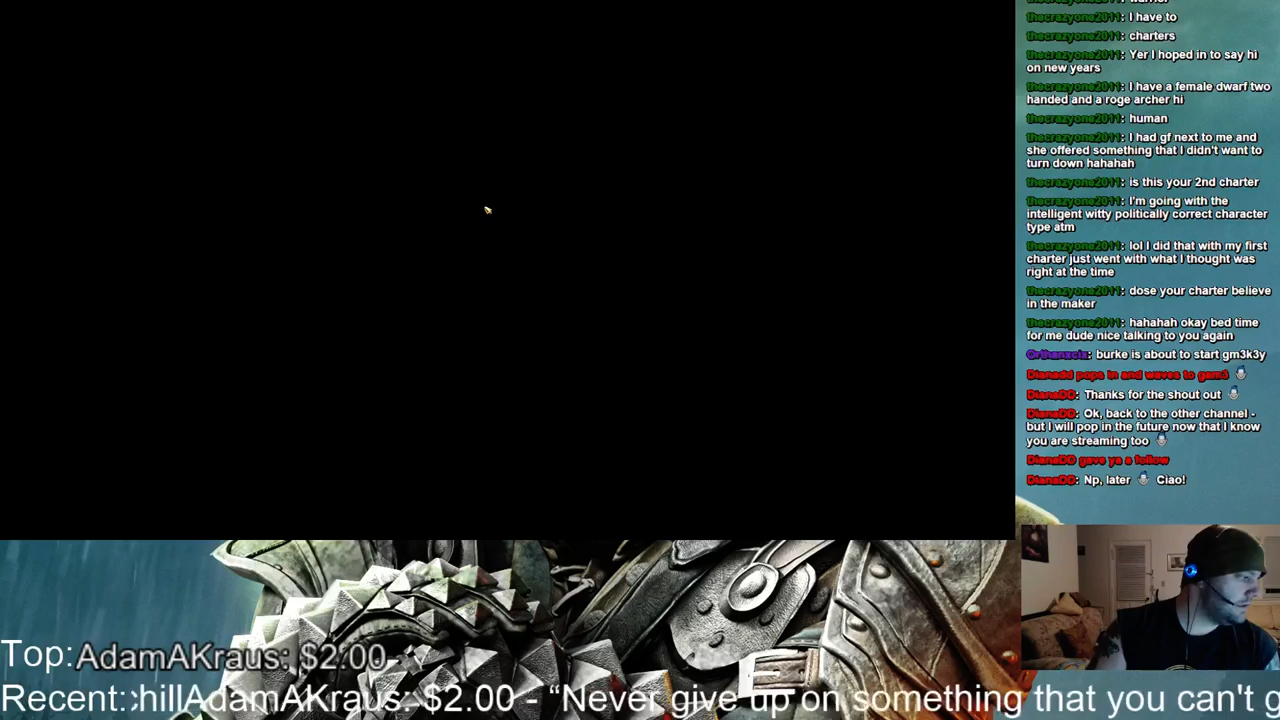 thecrazyone2011: I have to
thecrazyone2011: charters
thecrazyone2011: Yer I hoped in to say hi
on new years
thecrazyone2011: I have a female dwarf two
handed and a roge archer hi
thecrazyone2011: human
thecrazyone2011: I had gf next to me and
she offered something that I didn't want to
turn down hahahah
thecrazyone2011: is this your 2nd charter
thecrazyone2011: I'm going with the
intelligent witty politically correct character
type atm
thecrazyone2011: lol I did that with my first
charter just went with what I thought was
right at the time
thecrazyone2011: dose your charter believe
in the maker
thecrazyone2011: hahahah okay bed time
for me dude nice talking to you again
Orthanxcia: burke is about to start gm3k3y
Dianadd pops in and waves to gam3
DianaDD: Thanks for the shout out
DianaDD: Ok, back to the other channel -
but I will pop in the future now that I know
you are streaming too
DianaDD gave ya a follow
DianaDD: Np, later Ciao!
Top: AdamAKraus: $2.00 -
Recent: hillAdamAKraus: $2.00 - “Never give up on something that you can't g